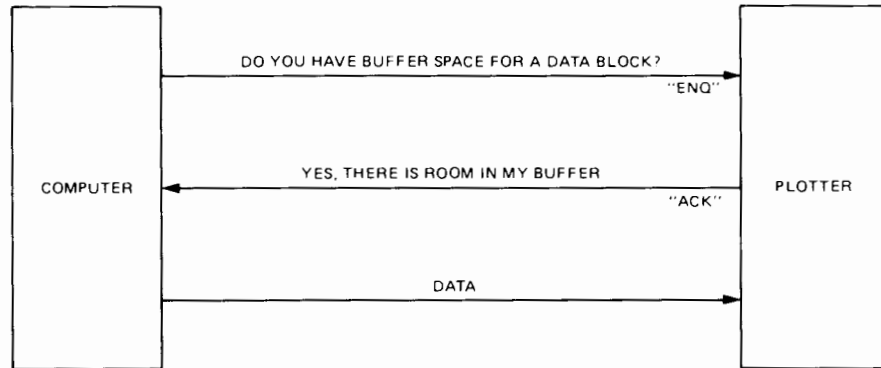 DO YOU HAVE BUFFER SPACE FOR A DATA BLOCK?
"ENQ"
YES, THERE IS ROOM IN MY BUFFER
COMPUTER
PLOTTER
"ACK"
DATA